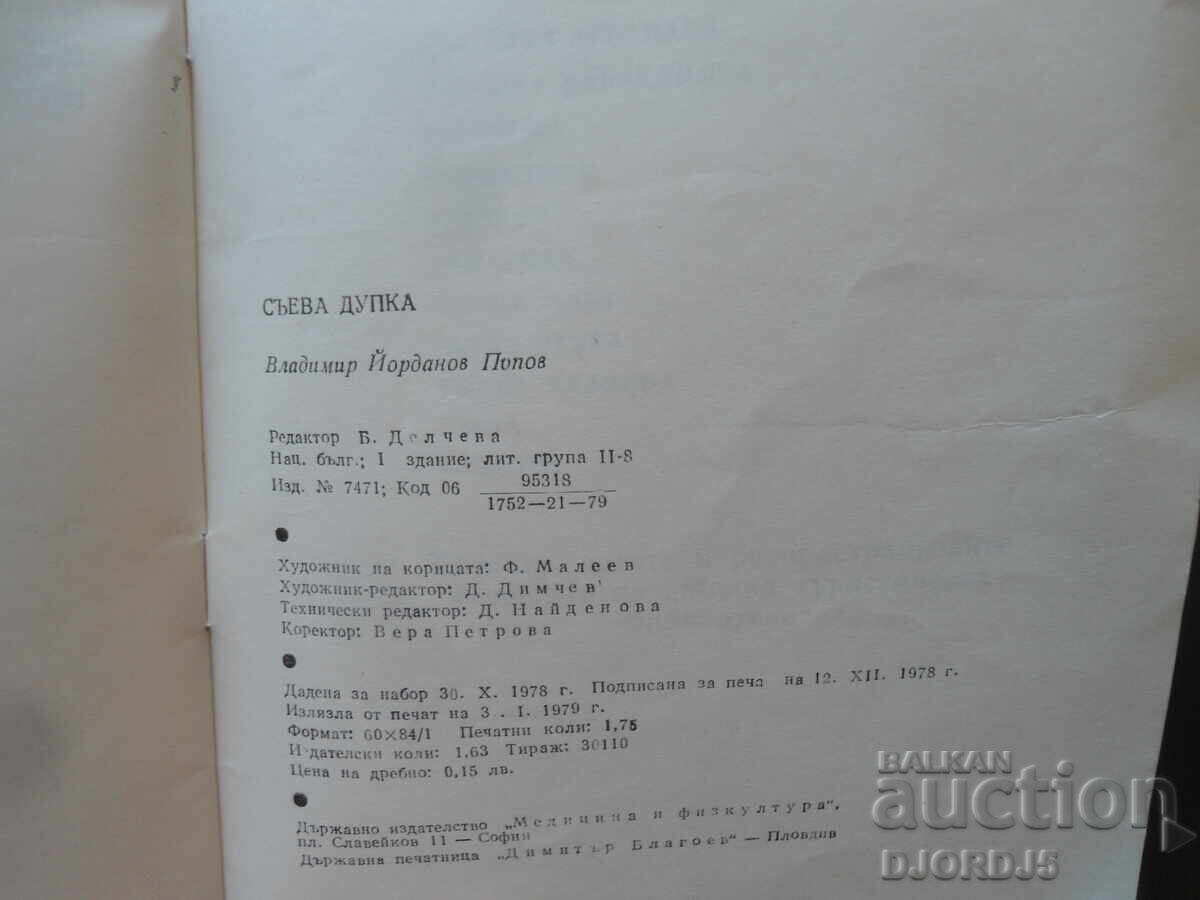 СЪЕВА ДУПКА
Владимир Йорданов Попов
Редактор Б. Делчева
Нац. бълг.; I здание; лит. група II-8
Изд. № 7471; Код 06 95318
1752—21—79
Художник на корицата: Ф. Малеев
Художник-редактор: Д. Димчев
Технически редактор: Д. Найденова
Коректор: Вера Петрова
Дадена за набор 30. X. 1978 г. Подписана за печа на 12. XII. 1978 г.
Излязла от печат на 3 . I. 1979 г.
Формат: 60×84/1 Печатни коли: 1,75
И дателски коли: 1.63 Тираж: 30110
Цена на дребно: 0,15 лв.
Държавно издателство „Медицина и физкултура“,
пл. Славейков 11 — София
Държавна печатница „Димитър Благоев“ — Пловдив
BALKAN
auction
DJORDJ5